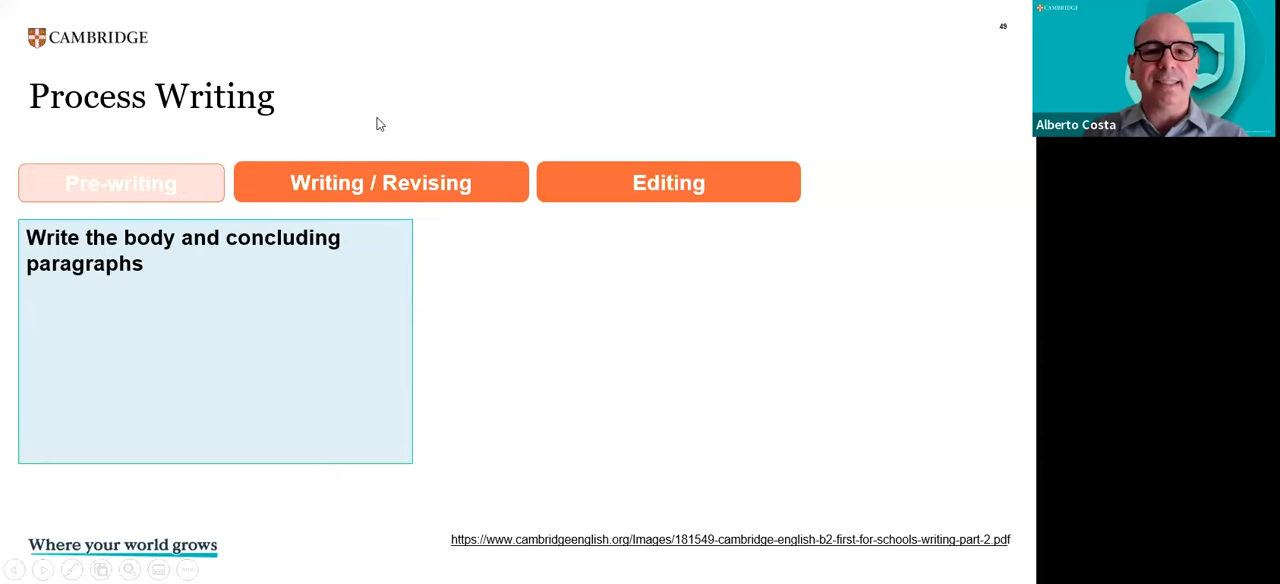 CAMBRIDGE
49
CAMBRIDGE
Process Writing
Alberto Costa
Pre-writing
Writing / Revising
Editing
Write the body and concluding
paragraphs
Where your world grows
https://www.cambridgeenglish.org/Images/181549-cambridge-english-b2-first-for-schools-writing-part-2.pdf